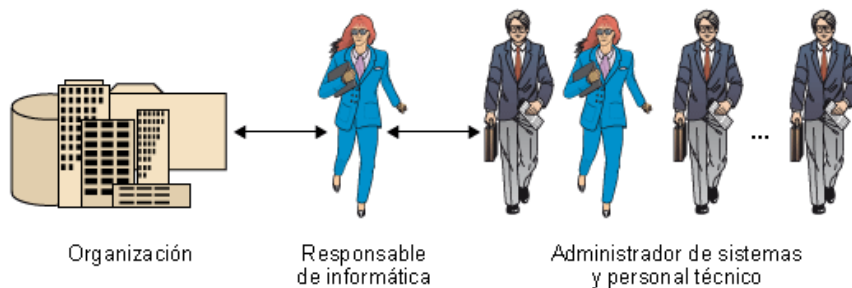 ...
Organización
Responsable
de informática
Administrador de sistemas
y personal técnico